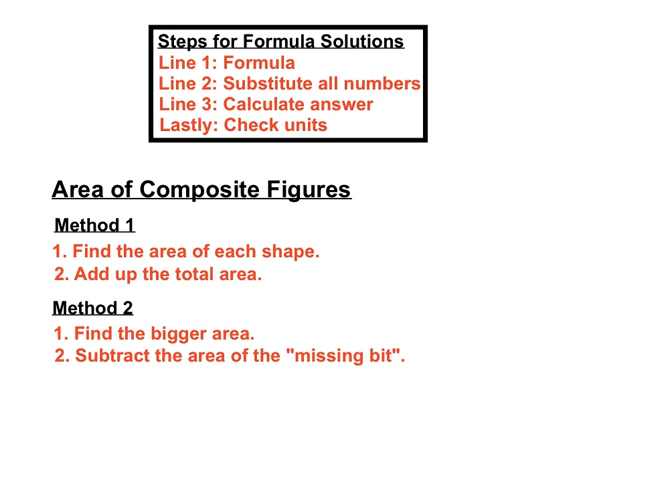 Steps for Formula Solutions
Line 1: Formula
Line 2: Substitute all numbers
Line 3: Calculate answer
Lastly: Check units
Area of Composite Figures
Method 1
1. Find the area of each shape.
2. Add up the total area.
Method 2
1. Find the bigger area.
2. Subtract the area of the "missing bit".